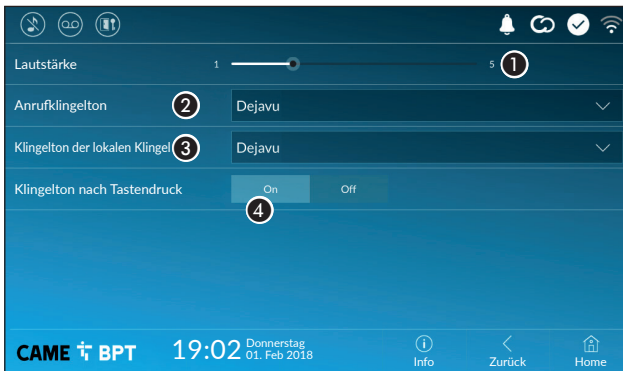 Lautstärke 1 5 1
Anrufklingelton 2 Dejavu
Klingelton der lokalen Klingel 3 Dejavu
Klingelton nach Tastendruck On Off
4
CAME BPT 19:02 Donnerstag
01. Feb 2018
Info Zurück Home